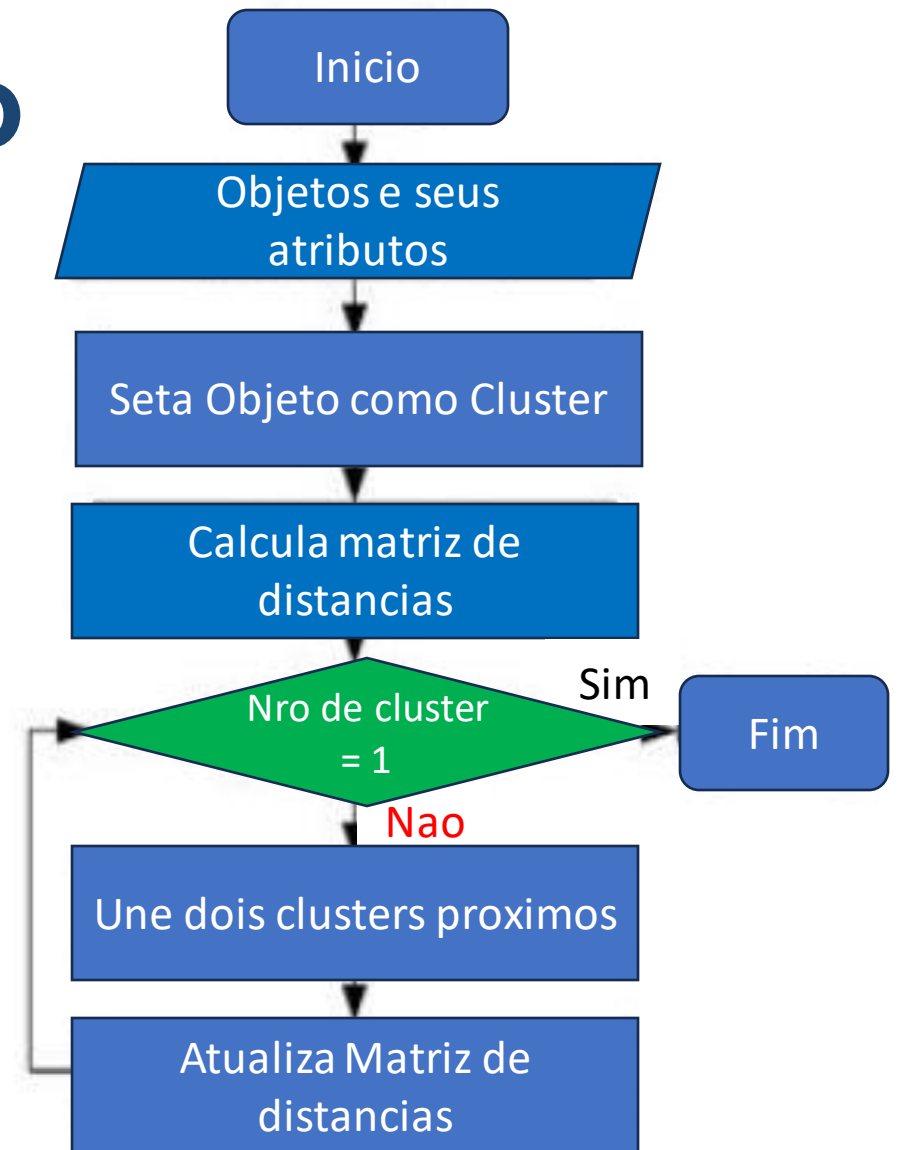 o
Inicio
Objetos e seus
atributos
Seta Objeto como Cluster
Calcula matriz de
distancias
Nro de cluster
= 1
Sim
Fim
Nao
Une dois clusters proximos
Atualiza Matriz de
distancias